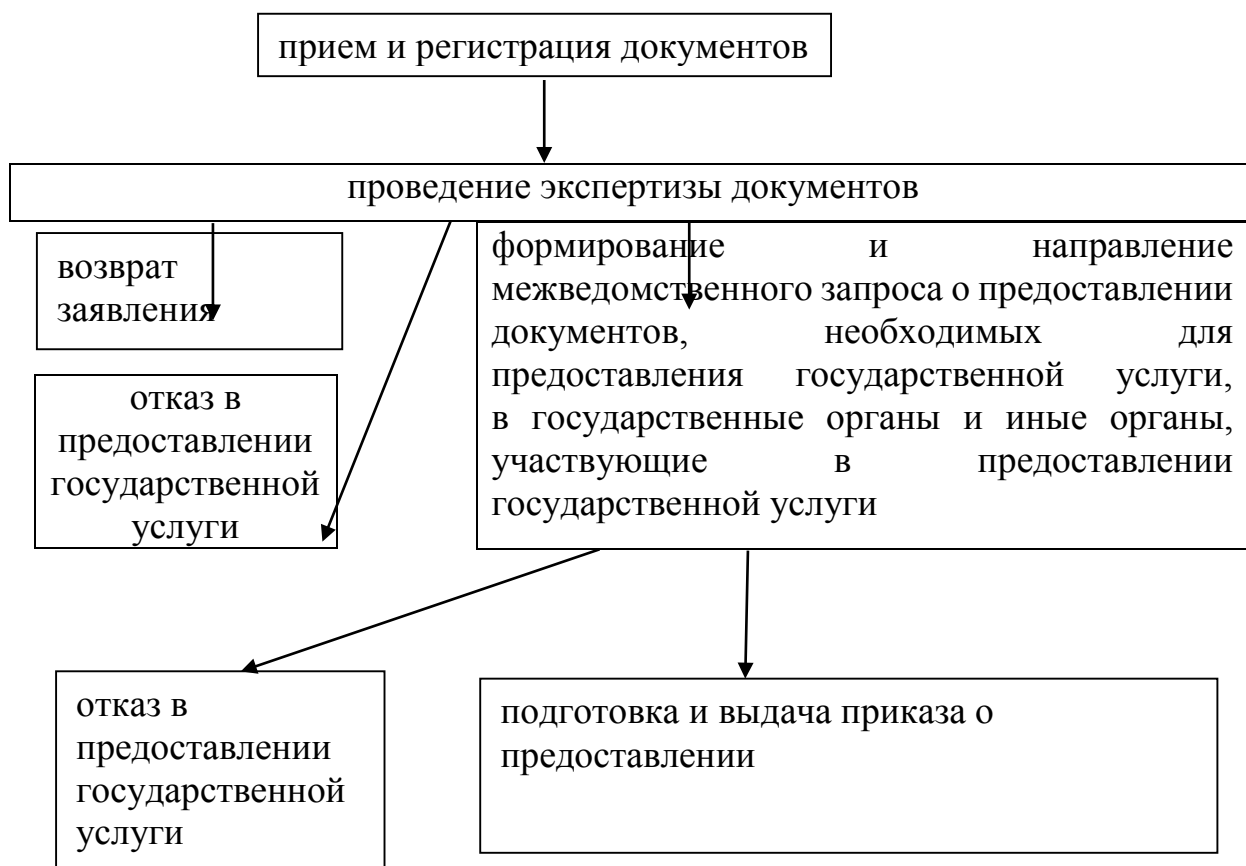 прием и регистрация документов
проведение экспертизы документов
возврат
заявления
формирование и направление
межведомственного запроса о предоставлении
документов, необходимых для
предоставления государственной услуги,
в государственные органы и иные органы,
участвующие в предоставлении
государственной услуги
отказ в
предоставлении
государственной
услуги
отказ в
предоставлении
государственной
услуги
подготовка и выдача приказа о
предоставлении